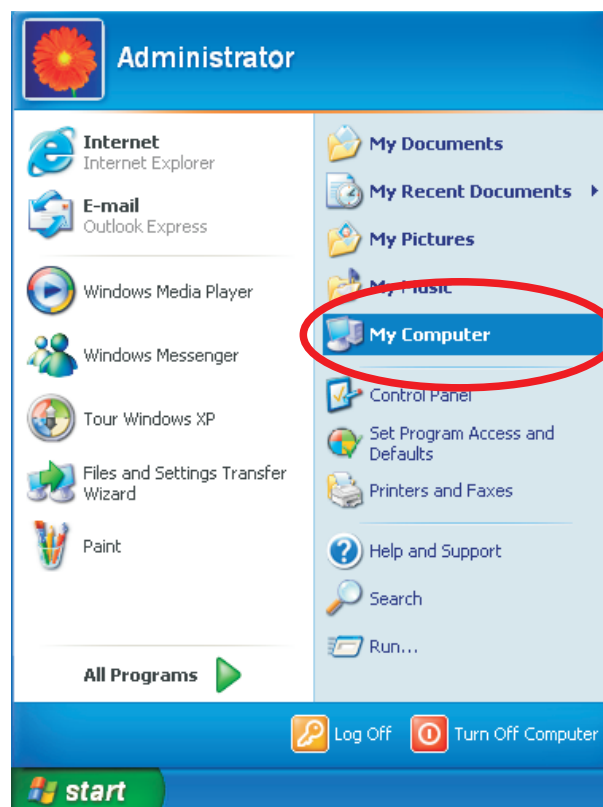 Administrator
Internet
Internet Explorer
E-mail
Outlook Express
Windows Media Player
Windows Messenger
Tour Windows XP
Files and Settings Transfer
Wizard
Paint
All Programs
My Documents
My Recent Documents
My Pictures
My Music
My Computer
Control Panel
Set Program Access and
Defaults
Printers and Faxes
Help and Support
Search
Run...
Log Off
Turn Off Computer
start